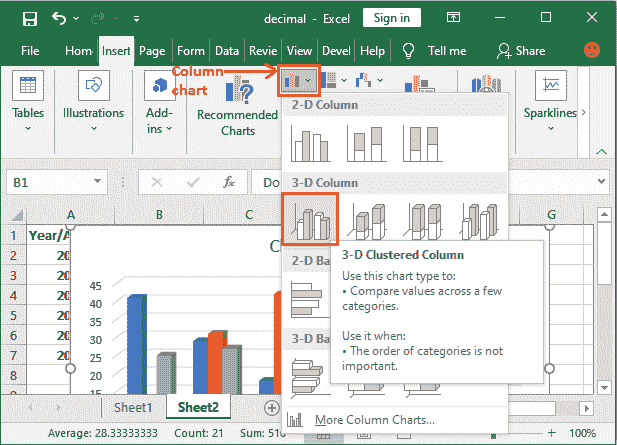 decimal - Excel
Sign in
File Hom Insert Page Form Data Revie View Devel Help Tell me Share
Column
chart
Tables
Illustrations
Add-
ins
Recommended
Charts
Sparklines
2-D Column
B1
fx
3-D Column
A B C G
1 Year/A
2 20
3 20
4 20
5 20
6 20
7 20
8
9
C
45
40
35
30
25
20
15
3-D Clustered Column
Use this chart type to:
• Compare values across a few
categories.
Use it when:
• The order of categories is not
important.
2-D Ba
3-D Ba
More Column Charts...
Sheet1 Sheet2
Average: 28.33333333 Count: 21 Sum: 510 100%